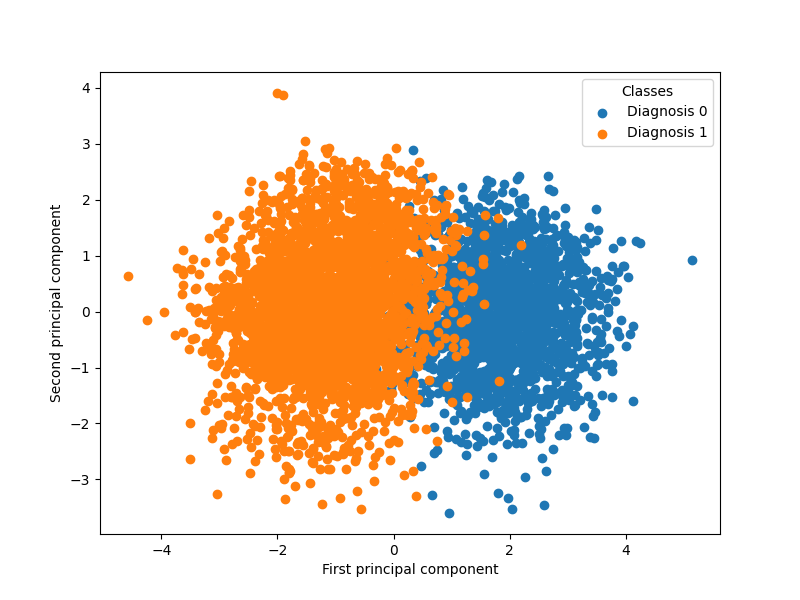 Classes
Diagnosis 0
Diagnosis 1
4
3
2
1
0
−1
−2
−3
Second principal component
−4
−2
0
2
4
First principal component